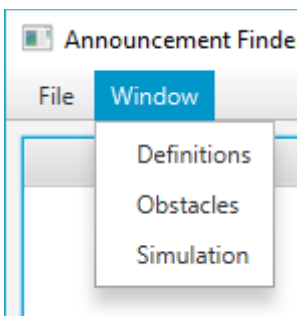 Announcement Finde
File Window
Definitions
Obstacles
Simulation